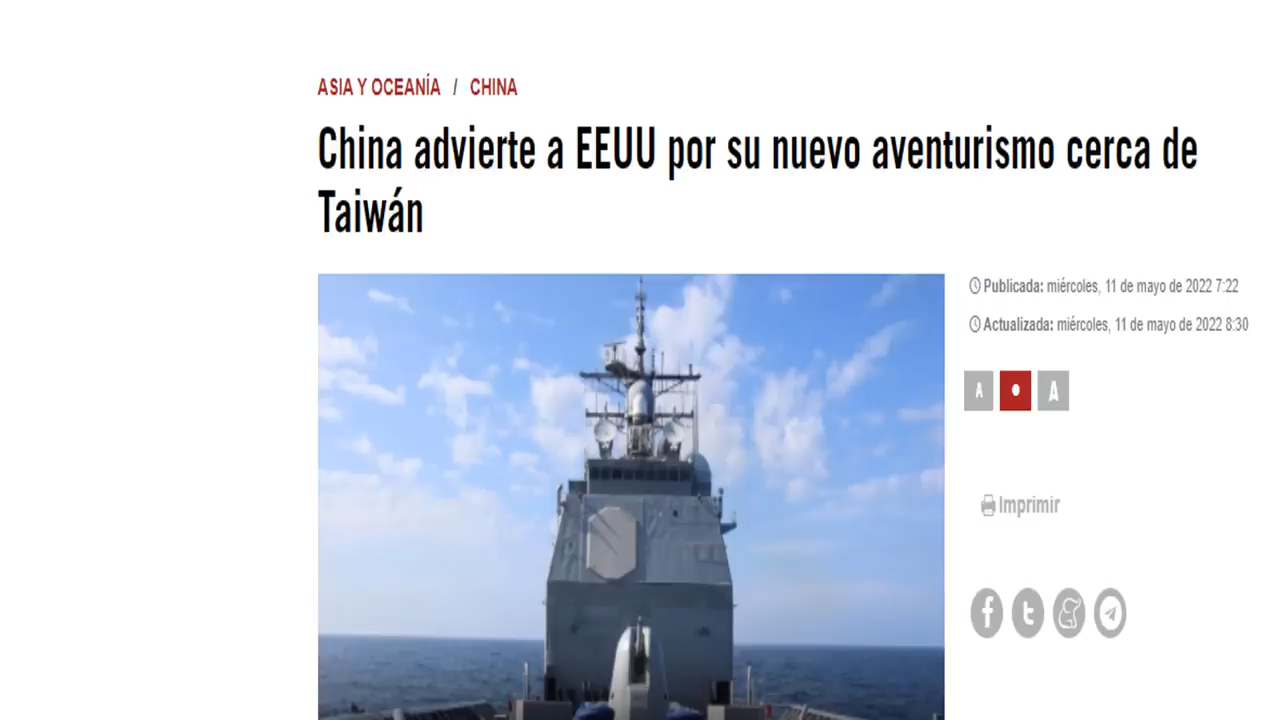 ASIA Y OCEANÍA / CHINA
China advierte a EEUU por su nuevo aventurismo cerca de
Taiwán
Publicada: miércoles, 11 de mayo de 2022 7:22
Actualizada: miércoles, 11 de mayo de 2022 8:30
A A
Imprimir